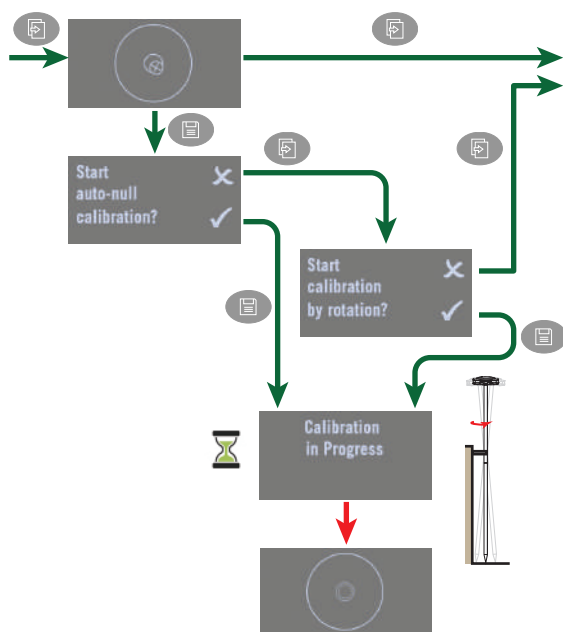 Start
auto-null
calibration?
Start
calibration
by rotation?
Calibration
in Progress